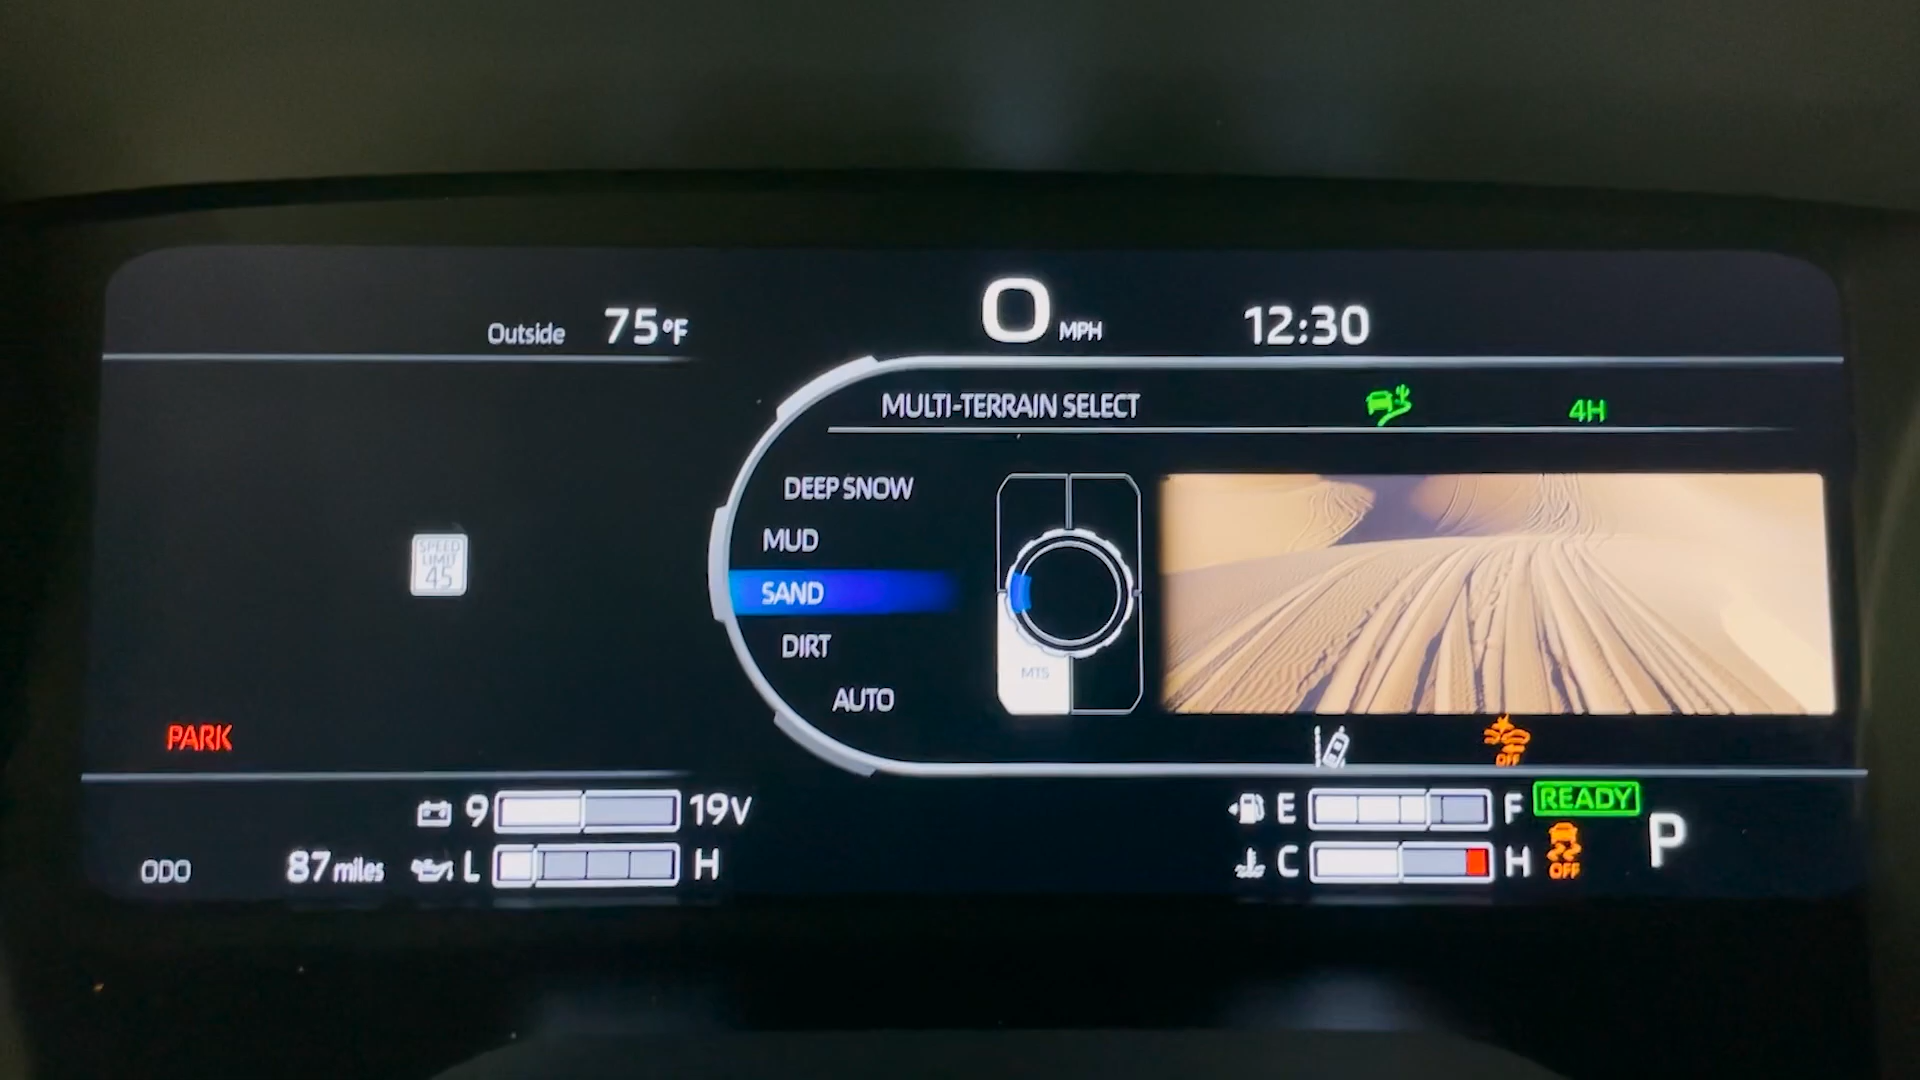 Outside 75°F
0 MPH
12:30
MULTI-TERRAIN SELECT
4H
DEEP SNOW
MUD
SAND
DIRT
AUTO
MTS
SPEED
LIMIT
45
PARK
OFF
9 19V
E F
READY
ODO 87 miles
L H
C H
OFF
P